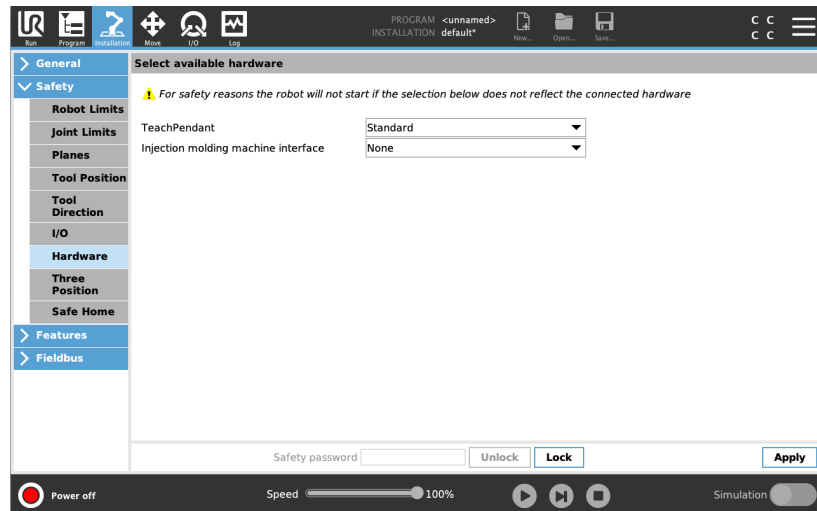 PROGRAM <unnamed>
INSTALLATION default*
UR
Run
Program
Installation
Move
I/O
Log
New...
Open...
Save...
C C
C C
General
Safety
Robot Limits
Joint Limits
Planes
Tool Position
Tool
Direction
I/O
Hardware
Three
Position
Safe Home
Features
Fieldbus
Select available hardware
For safety reasons the robot will not start if the selection below does not reflect the connected hardware
TeachPendant Standard
Injection molding machine interface None
Safety password Unlock Lock Apply
Power off Speed 100% Simulation